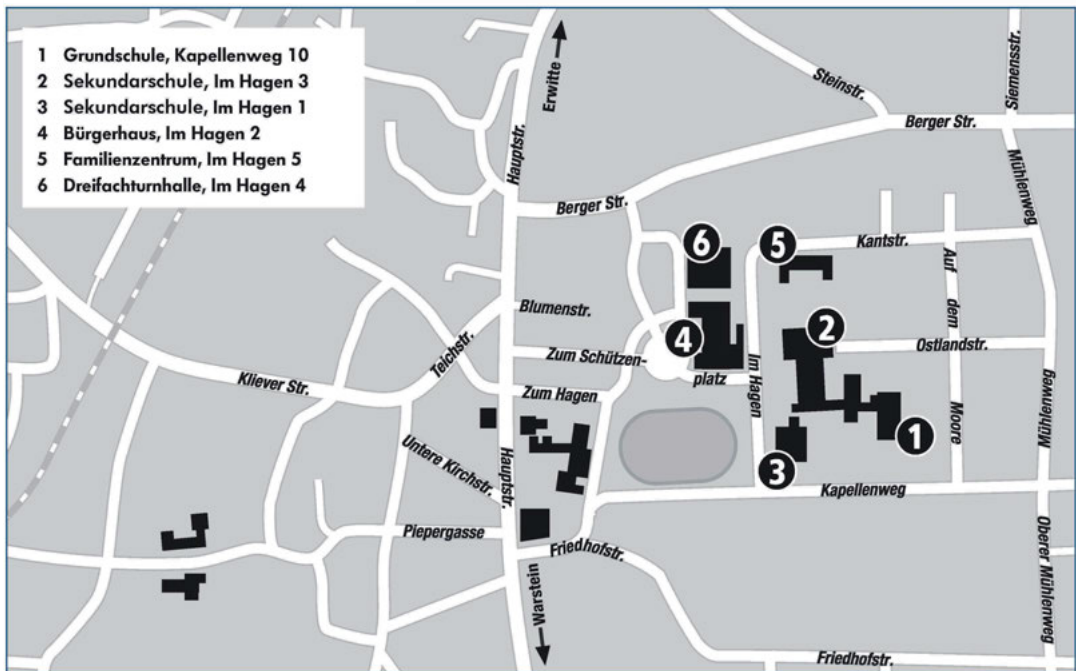 1 Grundschule, Kapellenweg 10
2 Sekundarschule, Im Hagen 3
3 Sekundarschule, Im Hagen 1
4 Bürgerhaus, Im Hagen 2
5 Familienzentrum, Im Hagen 5
6 Dreifachturnhalle, Im Hagen 4
Erwitte
Hauptstr.
Steinstr.
Siemensstr.
Berger Str.
Mühlenweg
Berger Str.
6
5
Kantstr.
Auf dem Moore
Blumenstr.
4
2
Teichstr.
Zum Schützen-
platz
Im Hagen
Ostlandstr.
Kliever Str.
Zum Hagen
Mühlenweg
1
Untere Kirchstr.
Hauptstr.
3
Kapellenweg
Piepergasse
Friedhofstr.
Oberer Mühlenweg
Warstein
Friedhofstr.